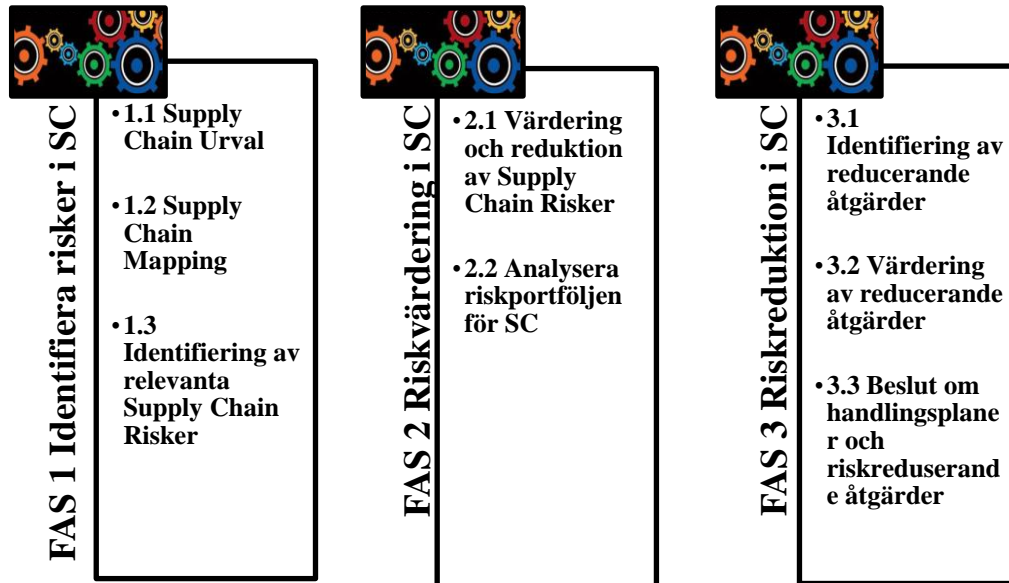 FAS 1 Identifiera risker i SC
•1.1 Supply
Chain Urval
•1.2 Supply
Chain
Mapping
•1.3
Identifiering av
relevanta
Supply Chain
Risker
FAS 2 Riskvärdering i SC
•2.1 Värdering
och reduktion
av Supply
Chain Risker
•2.2 Analysera
riskportföljen
för SC
FAS 3 Riskreduktion i SC
•3.1
Identifiering av
reducerande
åtgärder
•3.2 Värdering
av reducerande
åtgärder
•3.3 Beslut om
handlingsplane
r och
riskreduserand
e åtgärder